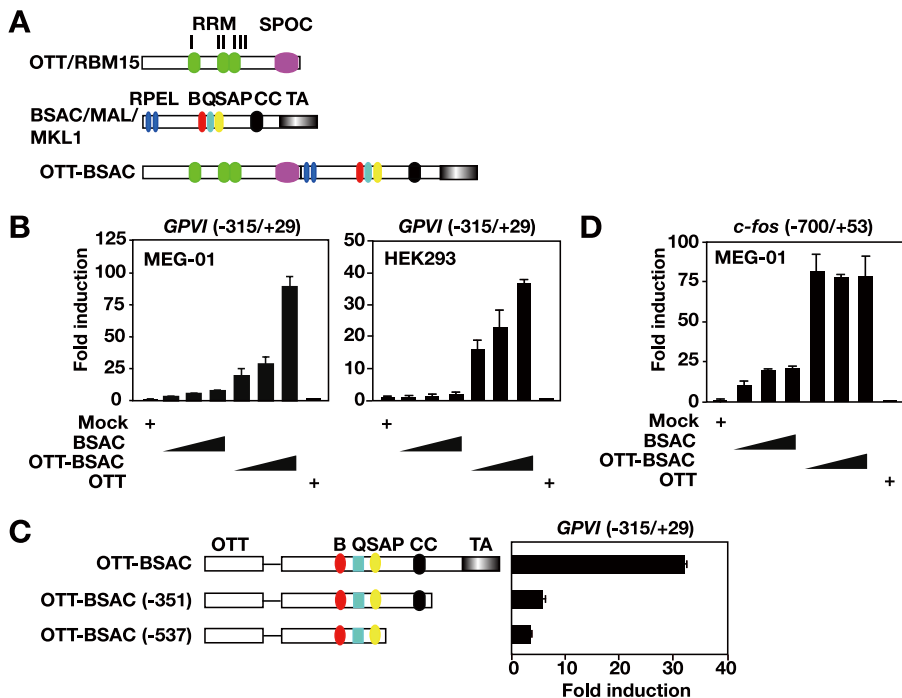 A
RRM SPOC
I II III
OTT/RBM15
RPEL BQSAPCC TA
BSAC/MAL/
MKL1
OTT-BSAC
B
GPVI (-315/+29)
125
100
75
50
25
0
Fold induction
MEG-01
GPVI (-315/+29)
50
40
30
20
10
0
HEK293
Mock + +
BSAC
OTT-BSAC
OTT + +
D
c-fos (-700/+53)
100
75
50
25
0
Fold induction
MEG-01
Mock +
BSAC
OTT-BSAC
OTT +
C
OTT B QSAP CC TA
OTT-BSAC
OTT-BSAC (-351)
OTT-BSAC (-537)
GPVI (-315/+29)
0 10 20 30 40
Fold induction